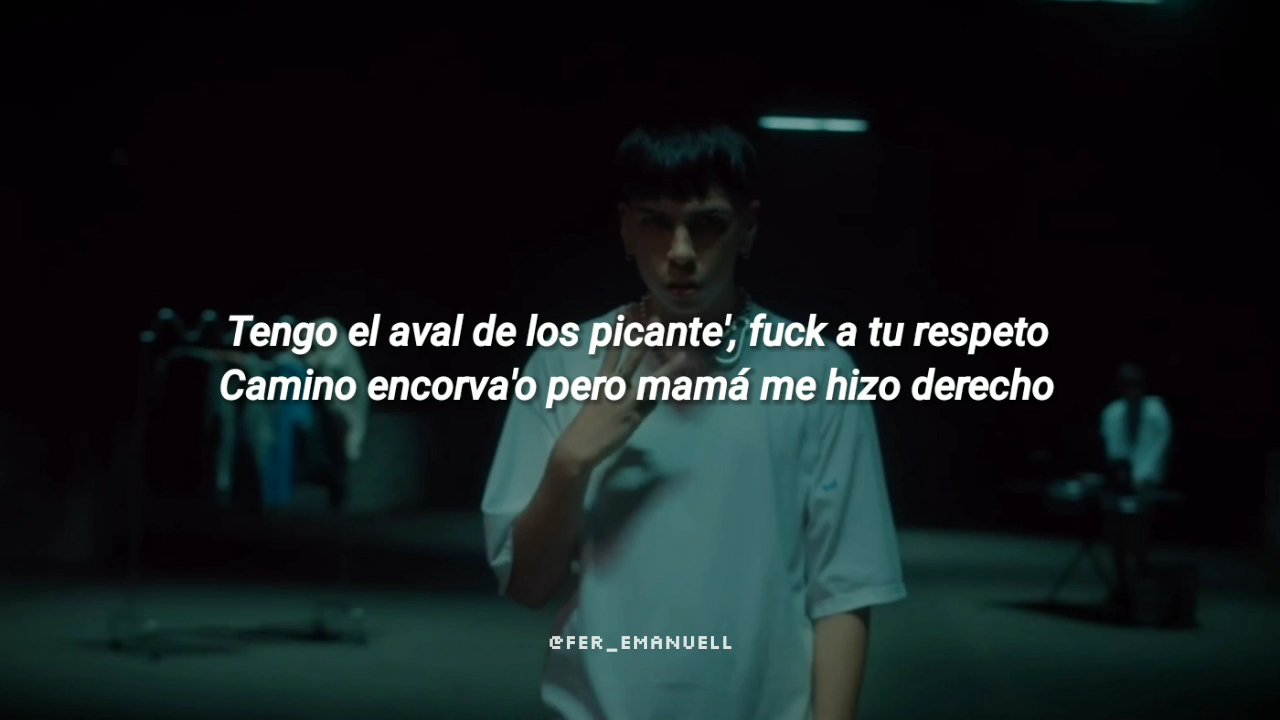 Tengo el aval de los picante', fuck a tu respeto
Camino encorva'o pero mamá me hizo derecho
@FER_EMANUELL